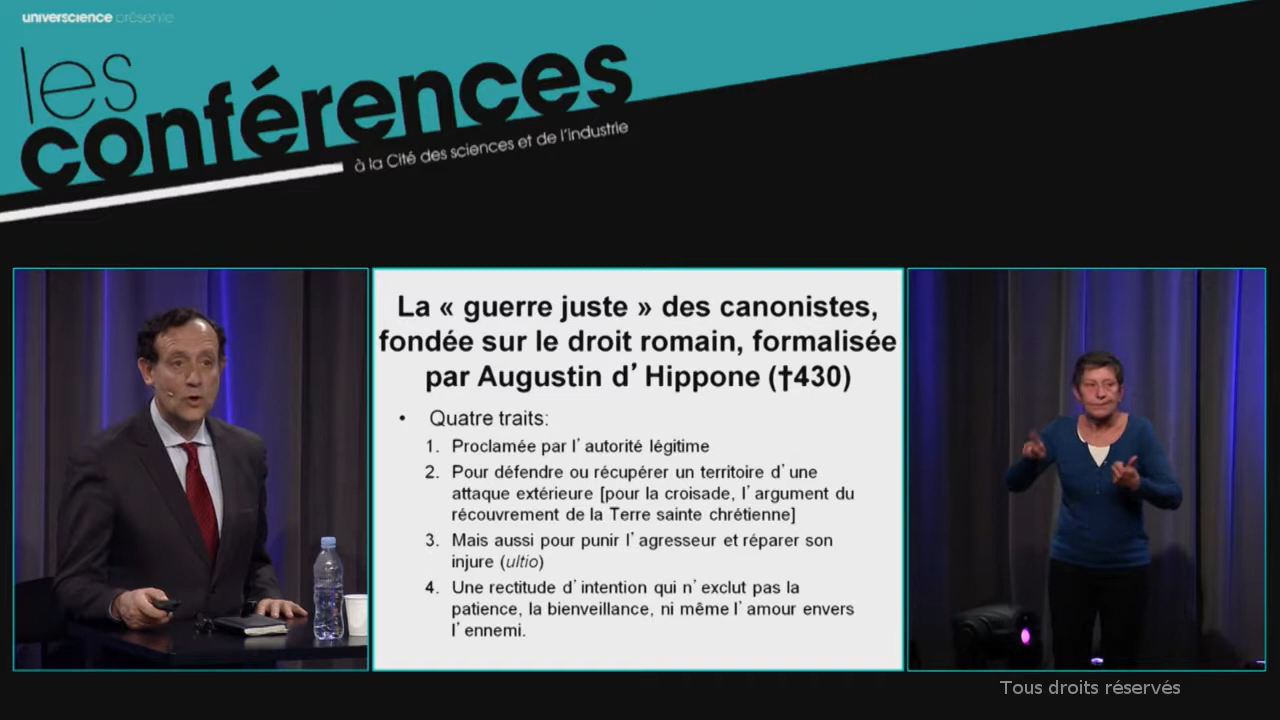 universcience présente
les
conférences
à la Cité des sciences et de l'industrie
La « guerre juste » des canonistes,
fondée sur le droit romain, formalisée
par Augustin d’Hippone (✝430)
• Quatre traits:
1. Proclamée par l’autorité légitime
2. Pour défendre ou récupérer un territoire d’une
attaque extérieure [pour la croisade, l’argument du
récouvrement de la Terre sainte chrétienne]
3. Mais aussi pour punir l’agresseur et réparer son
injure (ultio)
4. Une rectitude d’intention qui n’exclut pas la
patience, la bienveillance, ni même l’amour envers
l’ennemi.
Tous droits réservés